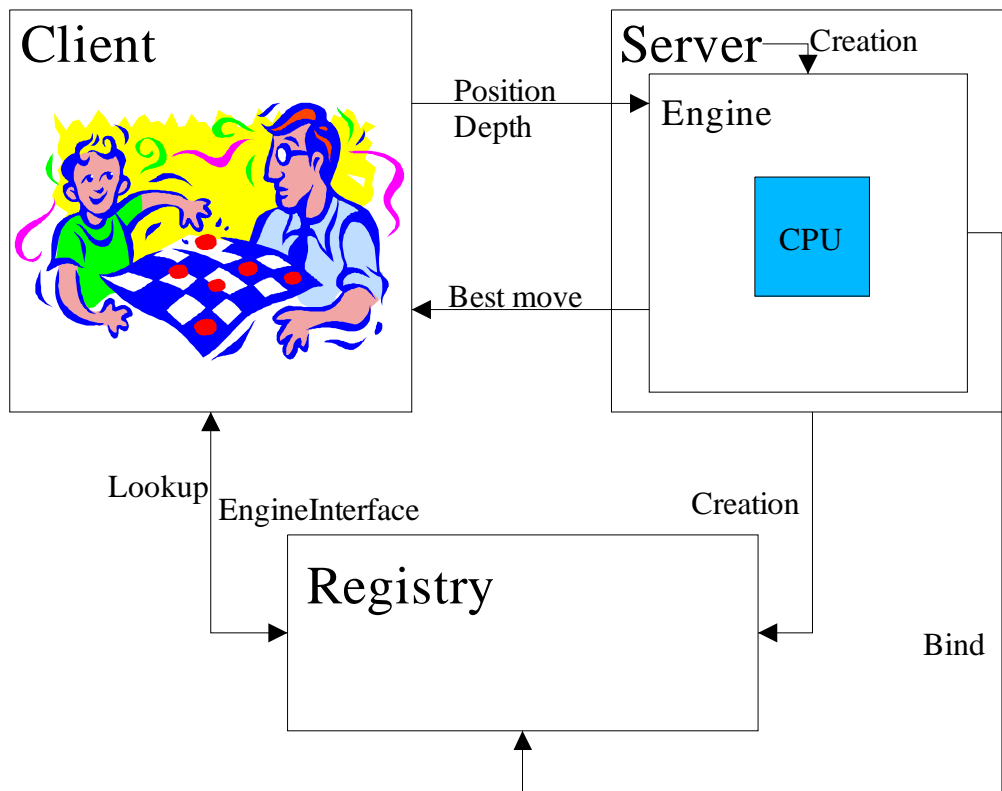 Client
Server
Creation
Position
Depth
Engine
CPU
Best move
Lookup
EngineInterface
Creation
Registry
Bind